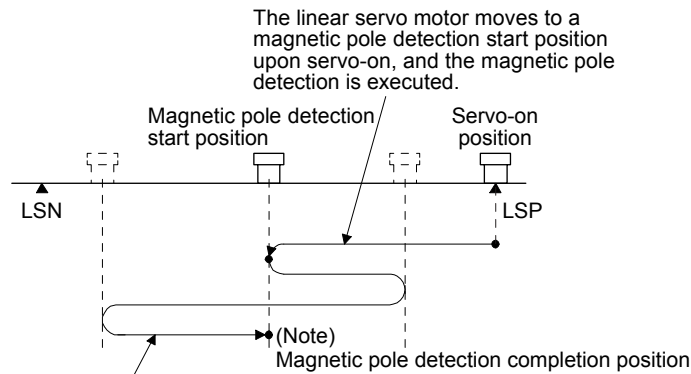 The linear servo motor moves to a
magnetic pole detection start position
upon servo-on, and the magnetic pole
detection is executed.
Magnetic pole detection
start position
Servo-on
position
LSN
LSP
(Note)
Magnetic pole detection completion position